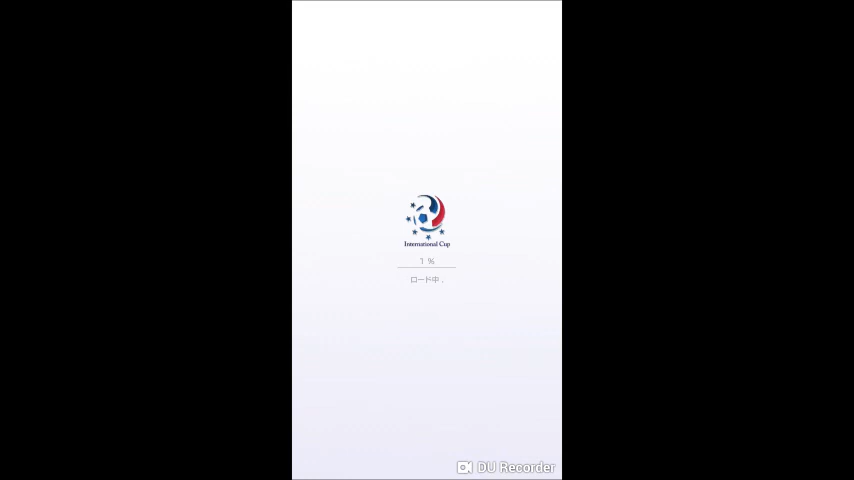 International Cup
1 %
ロード中 .
DU Recorder